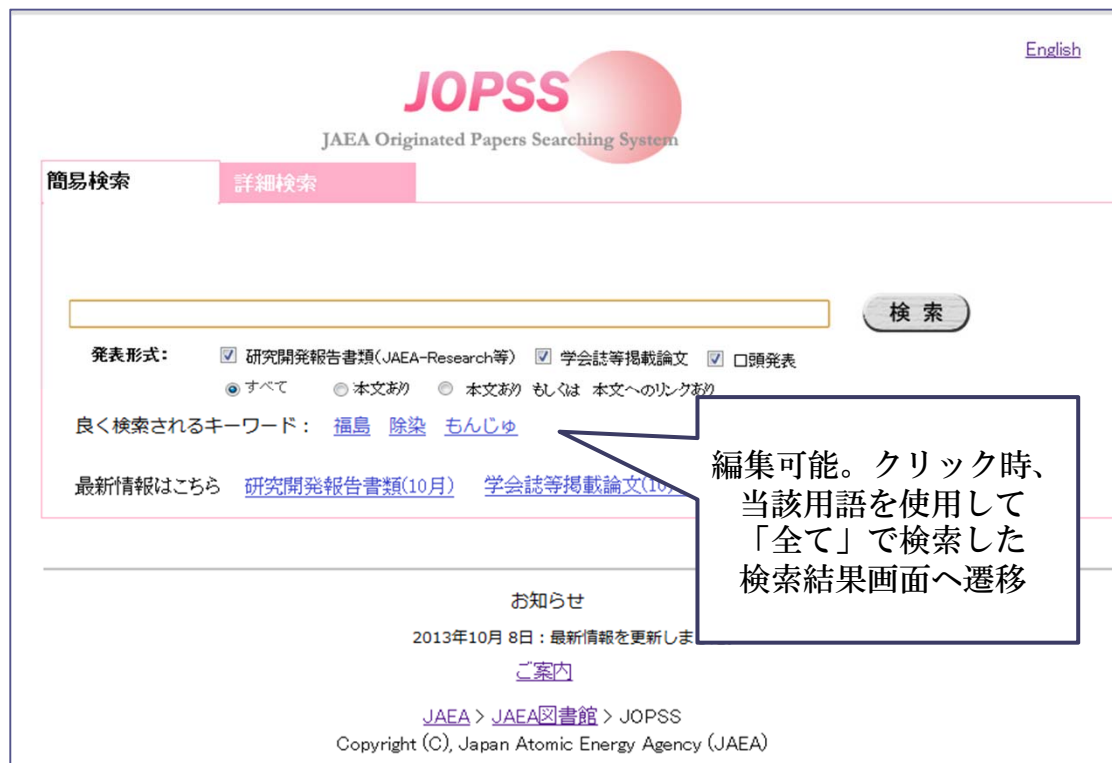 English
JOPSS
JAEA Originated Papers Searching System
簡易検索 詳細検索
検 索
発表形式: 研究開発報告書類(JAEA-Research等) 学会誌等掲載論文 口頭発表
すべて 本文あり 本文あり もしくは 本文へのリンクあり
良く検索されるキーワード: 福島 除染 もんじゅ
最新情報はこちら 研究開発報告書類(10月) 学会誌等掲載論文(10
編集可能。クリック時、
当該用語を使用して
「全て」で検索した
検索結果画面へ遷移
お知らせ
2013年10月 8日:最新情報を更新しま
ご案内
JAEA > JAEA図書館 > JOPSS
Copyright (C), Japan Atomic Energy Agency (JAEA)